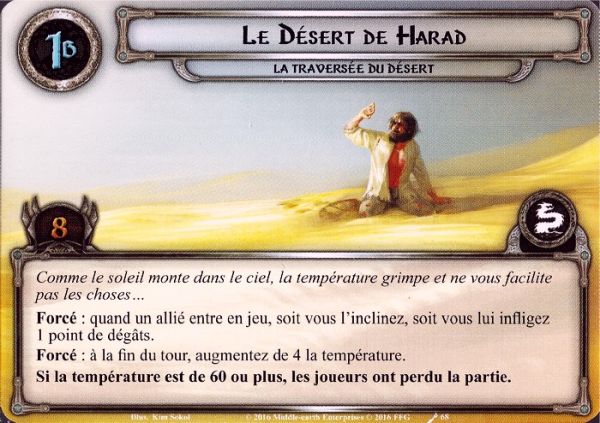 1B
LE DÉSERT DE HARAD
LA TRAVERSÉE DU DÉSERT
8
Comme le soleil monte dans le ciel, la température grimpe et ne vous facilite
pas les choses…
Forcé : quand un allié entre en jeu, soit vous l'inclinez, soit vous lui infligez
1 point de dégâts.
Forcé : à la fin du tour, augmentez de 4 la température.
Si la température est de 60 ou plus, les joueurs ont perdu la partie.
Illus. Kim Sokol © 2016 Middle-earth Enterprises © 2016 FFG 68